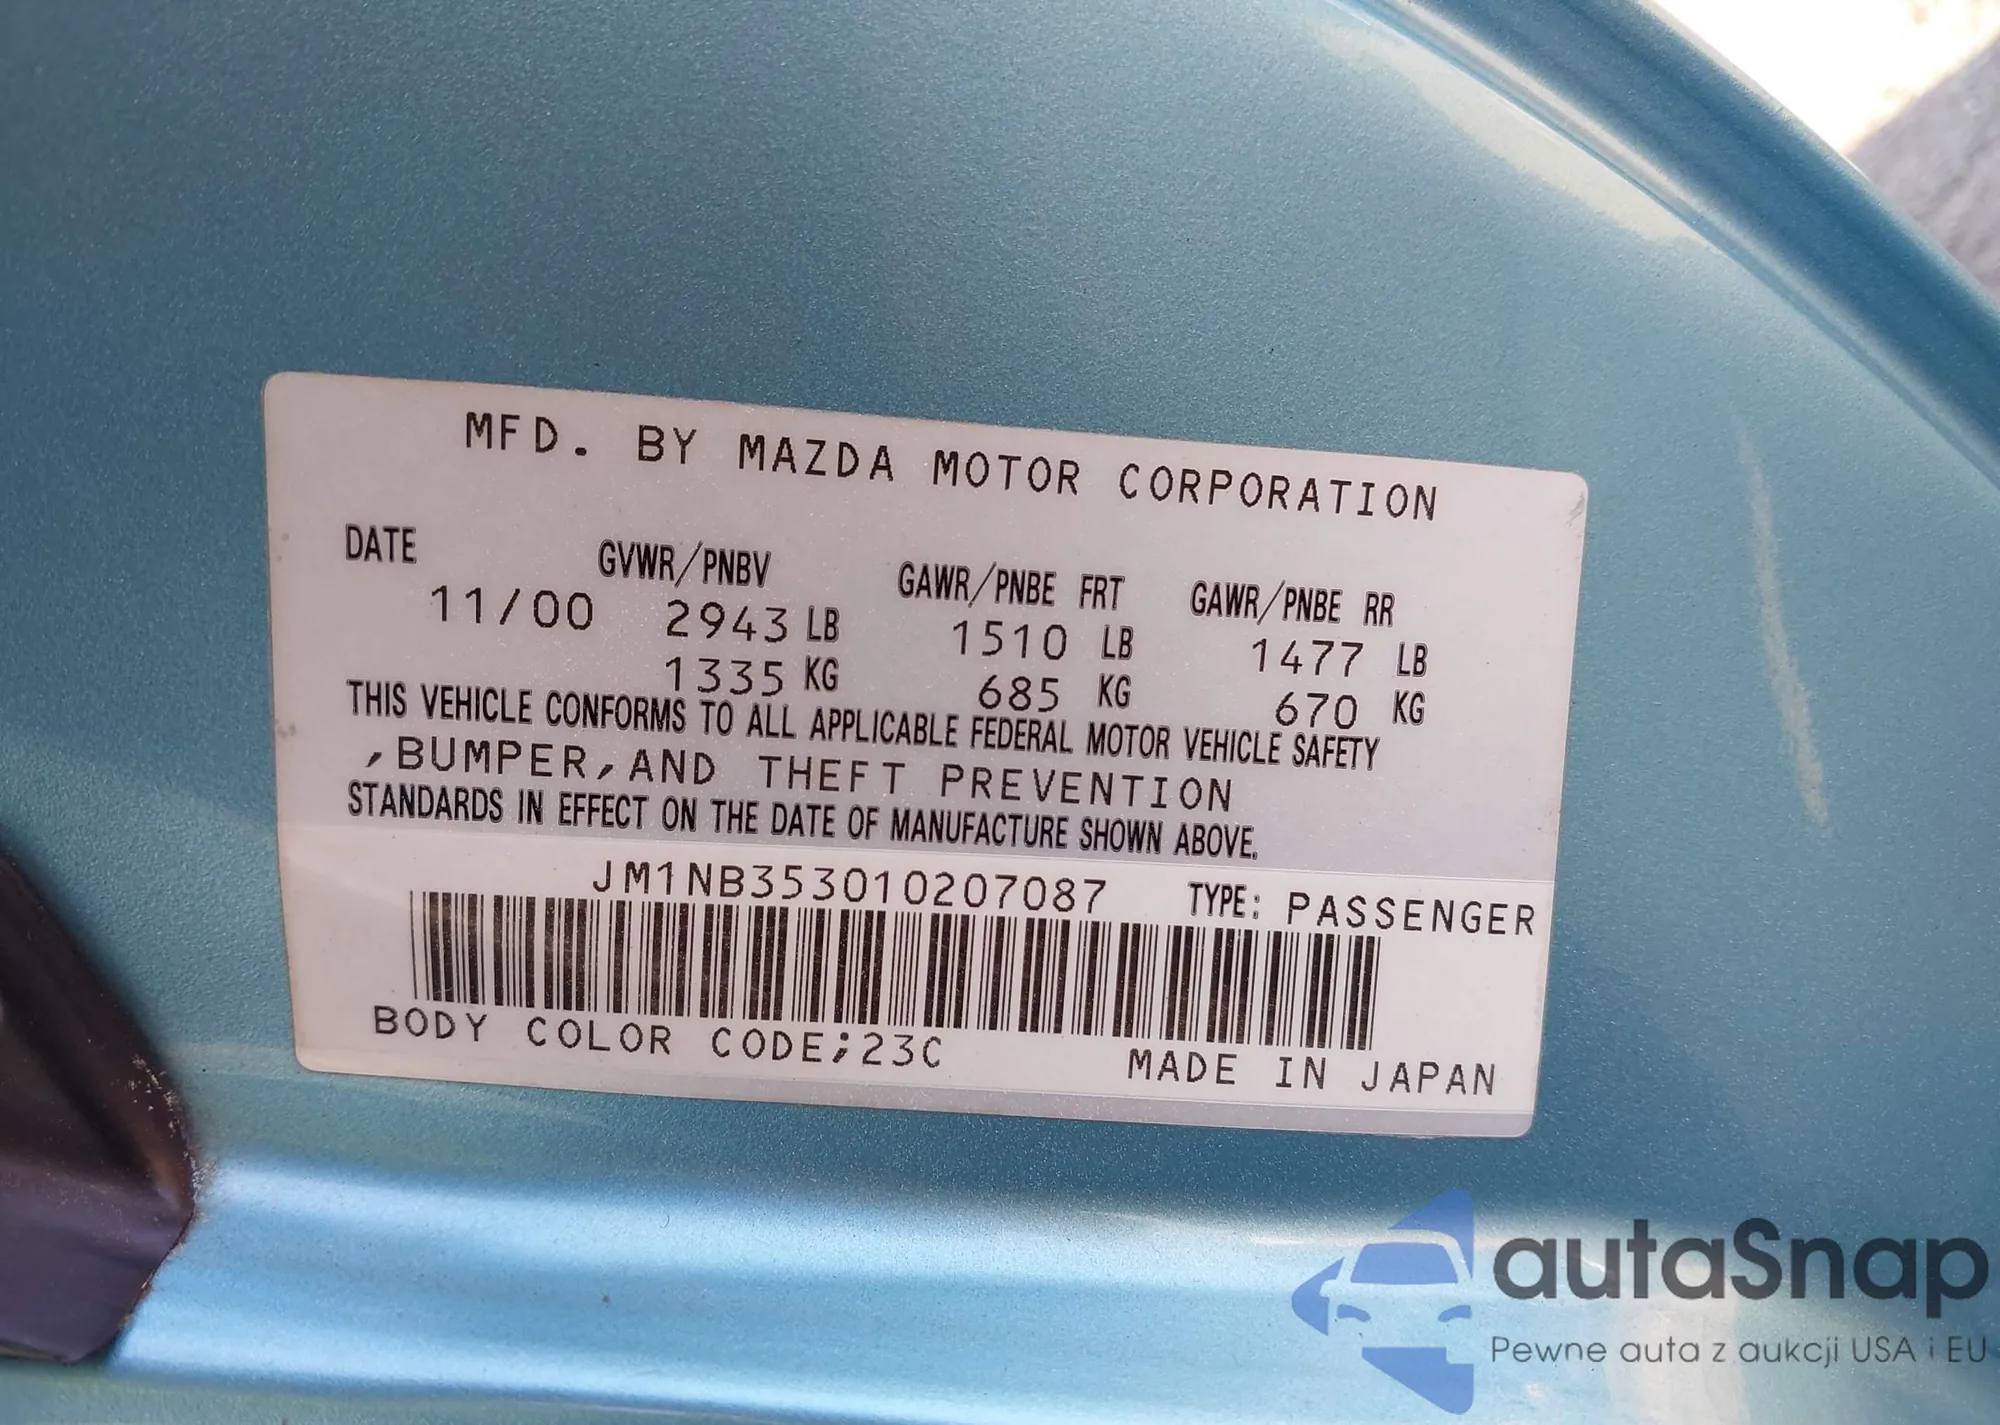 MFD. BY MAZDA MOTOR CORPORATION
DATE GVWR/PNBV GAWR/PNBE FRT GAWR/PNBE RR
11/00 2943 LB 1510 LB 1477 LB
1335 KG 685 KG 670 KG
THIS VEHICLE CONFORMS TO ALL APPLICABLE FEDERAL MOTOR VEHICLE SAFETY
,BUMPER,AND THEFT PREVENTION
STANDARDS IN EFFECT ON THE DATE OF MANUFACTURE SHOWN ABOVE.
JM1NB353010207087 TYPE: PASSENGER
BODY COLOR CODE;23C MADE IN JAPAN
autaSnap
Pewne auta z aukcji USA i EU